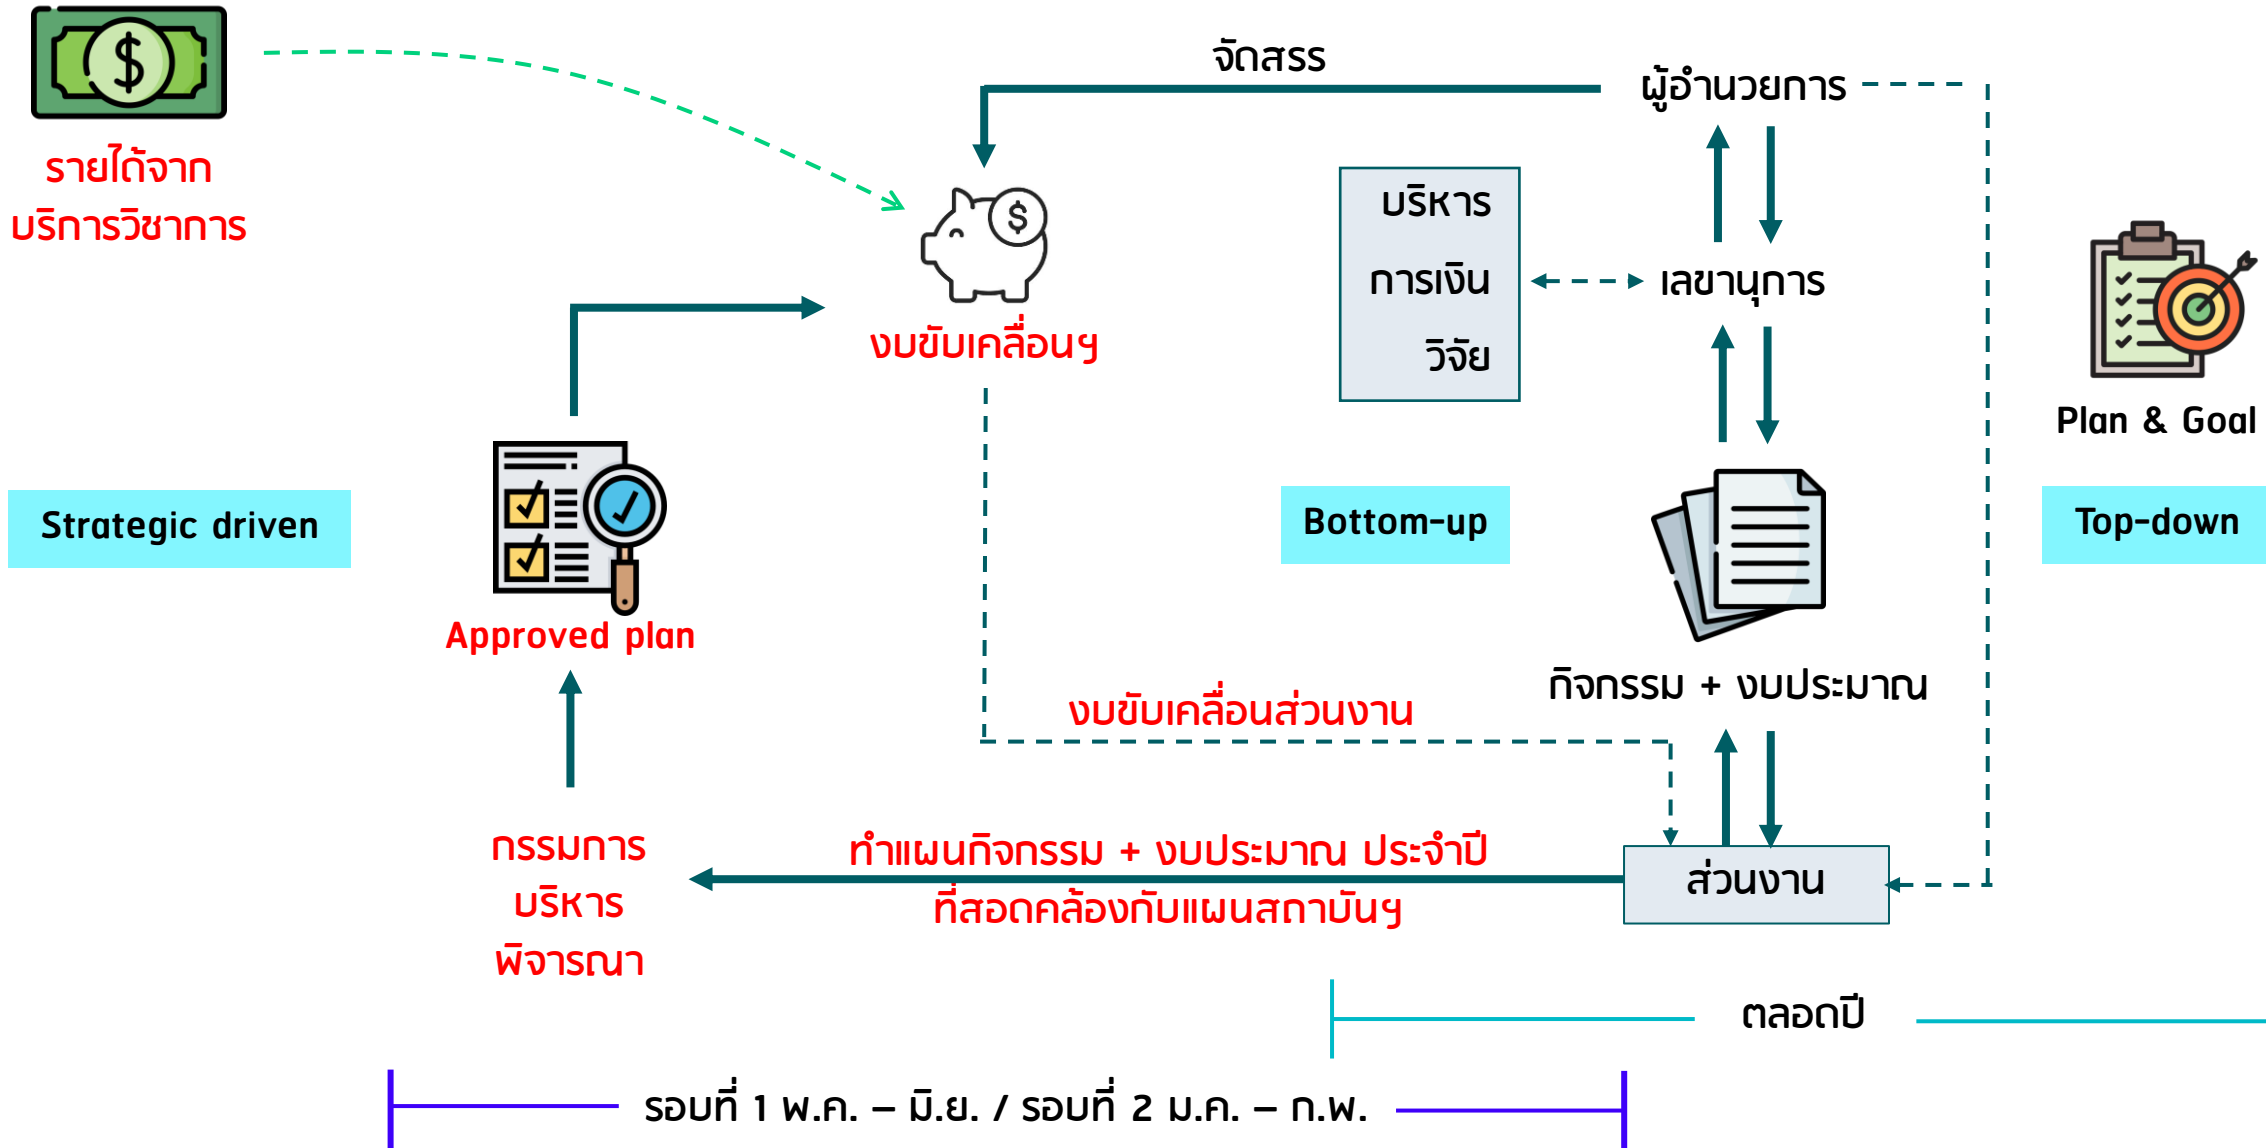 จัดสรร
ผู้อำนวยการ
รายได้จาก
บริการวิชาการ
บริหาร
การเงิน
วิจัย
เลขานุการ
งบขับเคลื่อนฯ
Plan & Goal
Strategic driven
Bottom-up
Top-down
Approved plan
กิจกรรม + งบประมาณ
งบขับเคลื่อนส่วนงาน
กรรมการ
บริหาร
พิจารณา
ทำแผนกิจกรรม + งบประมาณ ประจำปี
ที่สอดคล้องกับแผนสถาบันฯ
ส่วนงาน
ตลอดปี
รอบที่ 1 พ.ค. – มิ.ย. / รอบที่ 2 ม.ค. – ก.พ.